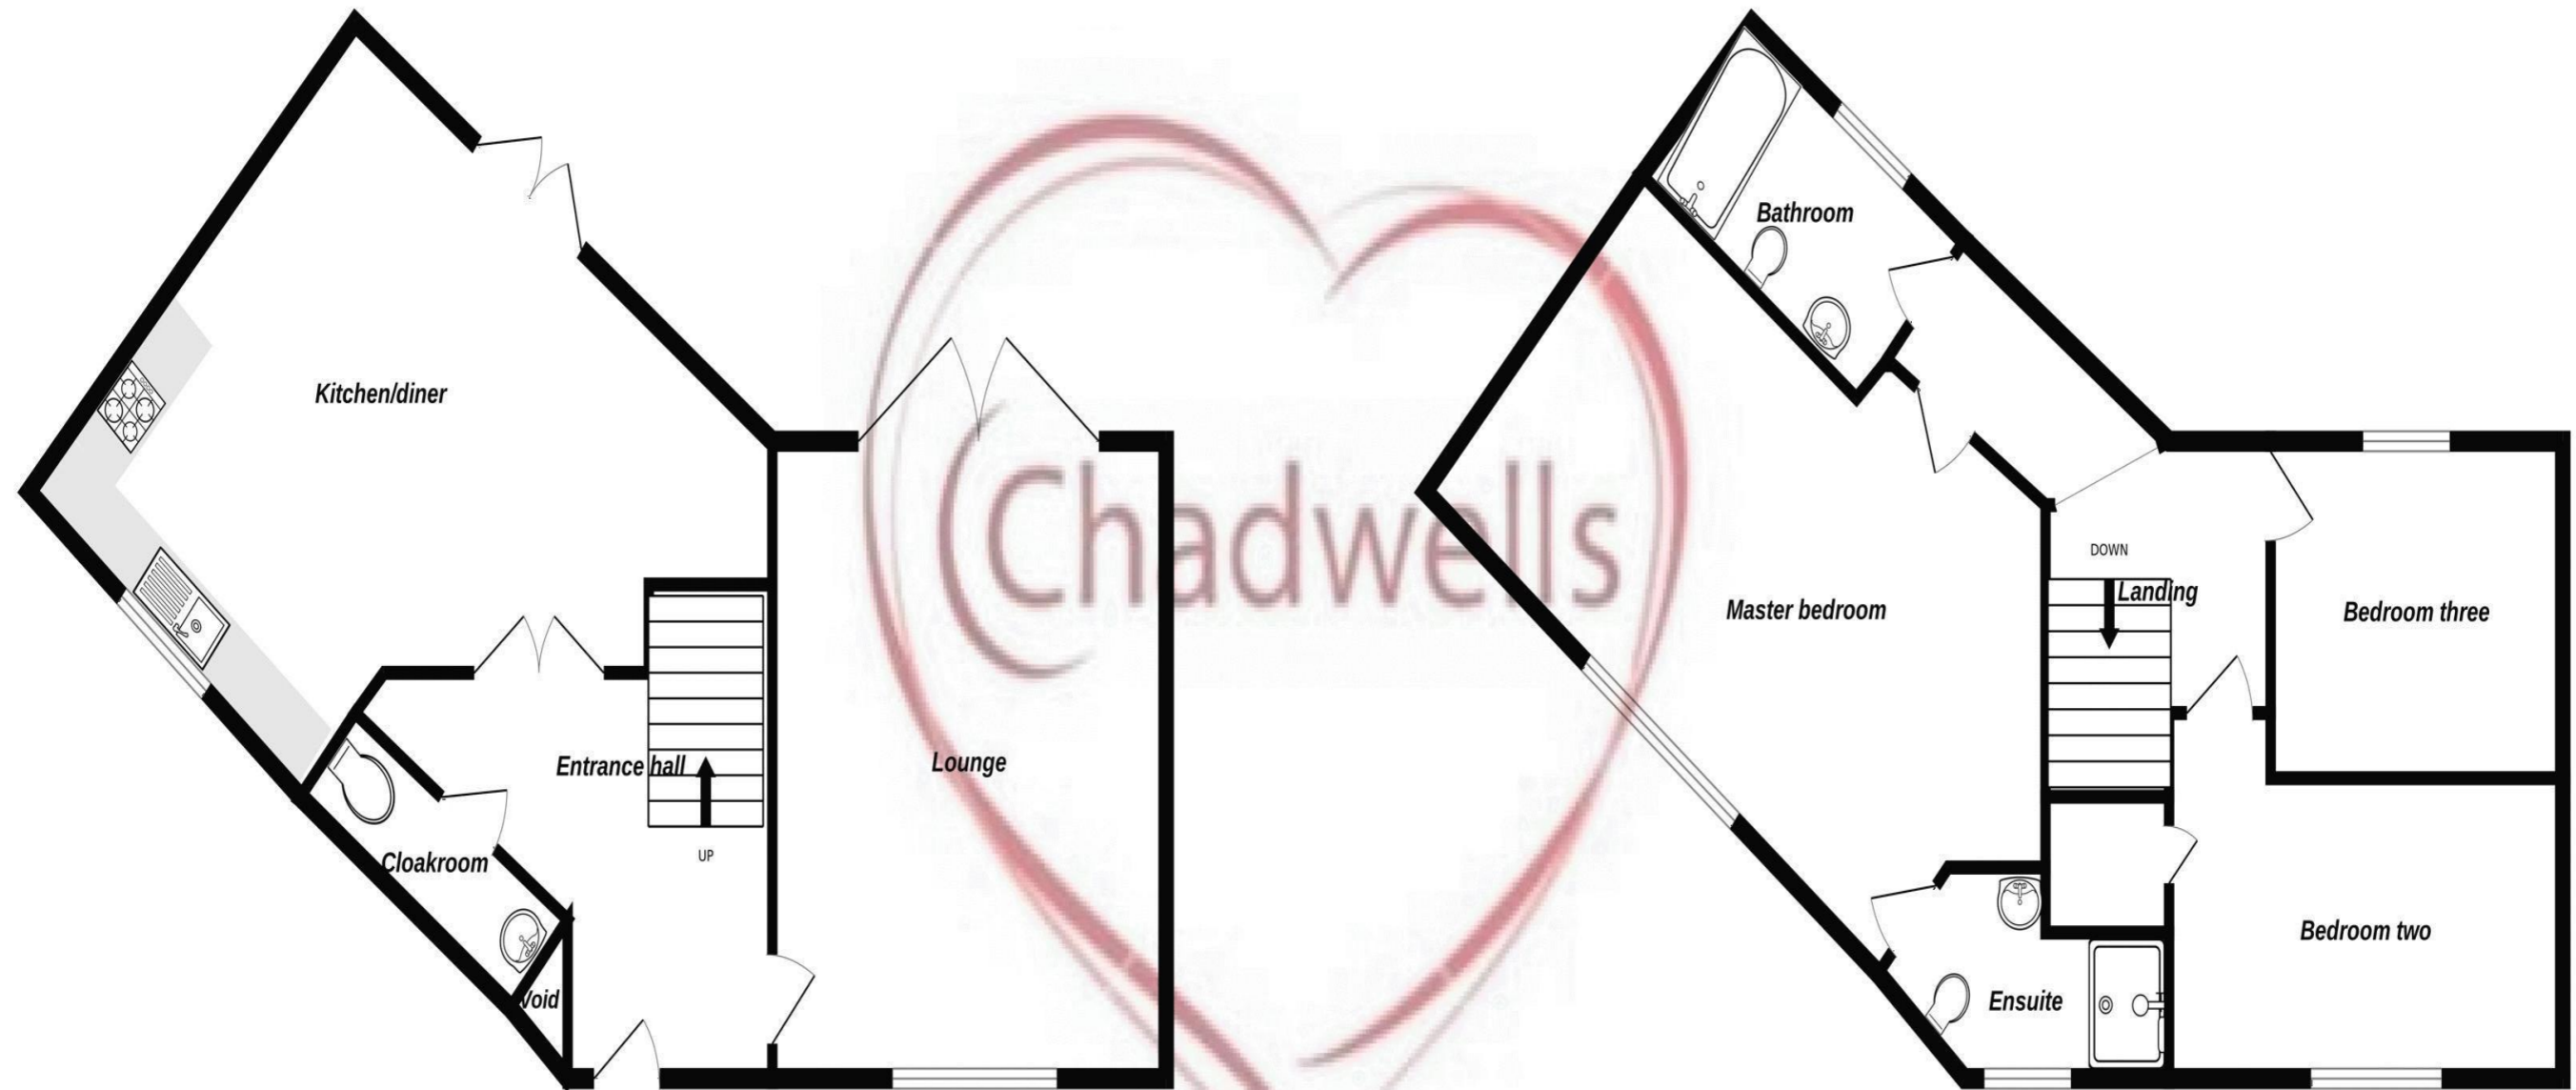 Kitchen/diner
Entrance hall
UP
Cloakroom
Void
Lounge
Chadwells
Bathroom
Master bedroom
DOWN
Landing
Bedroom three
Bedroom two
Ensuite